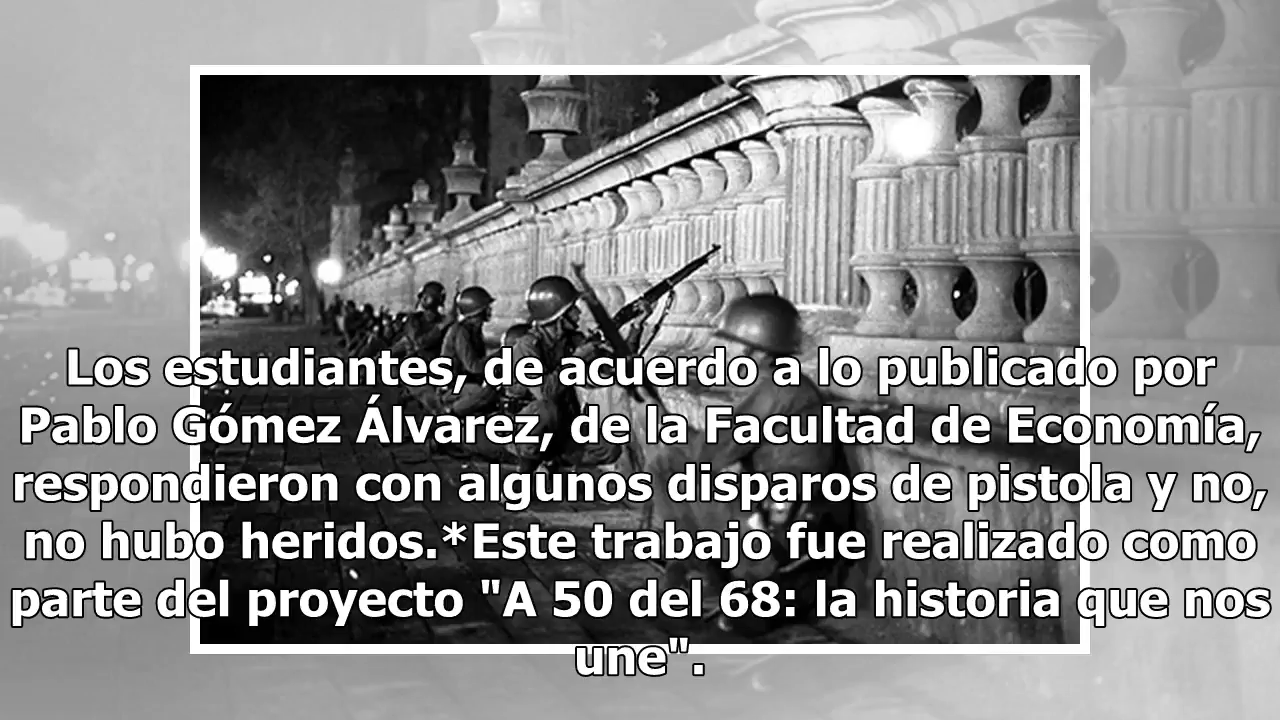 Los estudiantes, de acuerdo a lo publicado por
Pablo Gómez Álvarez, de la Facultad de Economía,
respondieron con algunos disparos de pistola y no,
no hubo heridos.*Este trabajo fue realizado como
parte del proyecto "A 50 del 68: la historia que nos
une".